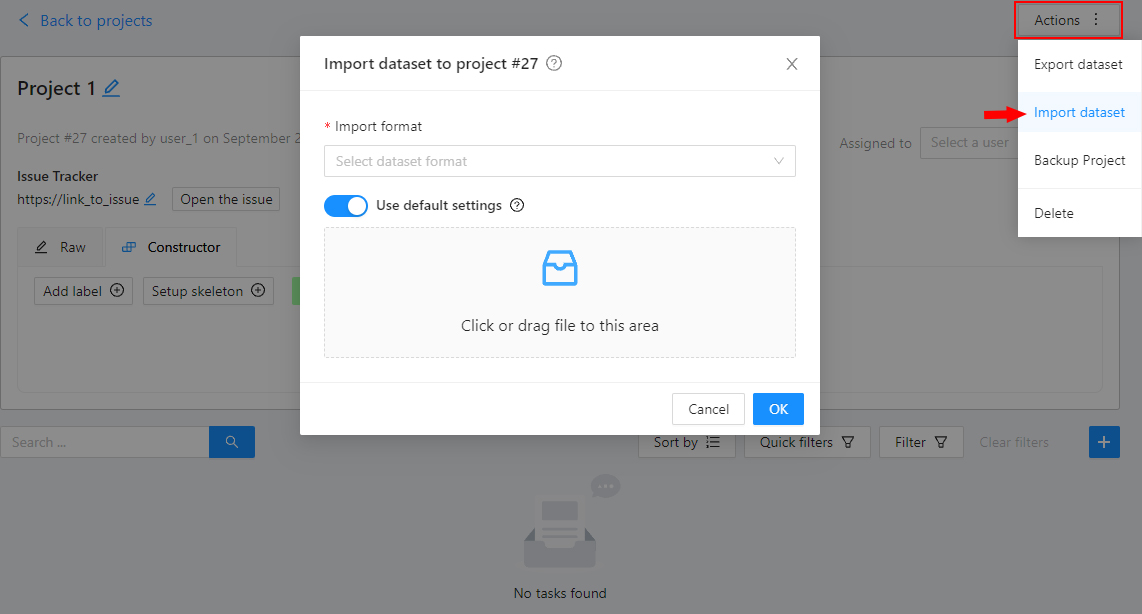 Back to projects
Actions
Export dataset
Import dataset
Backup Project
Delete
Project 1
Project #27 created by user_1 on September 2
Assigned to
Select a user
Issue Tracker
https://link_to_issue
Open the issue
Raw
Constructor
Add label
Setup skeleton
Import dataset to project #27
* Import format
Select dataset format
Use default settings
Click or drag file to this area
Cancel
OK
Search ...
Sort by
Quick filters
Filter
Clear filters
No tasks found